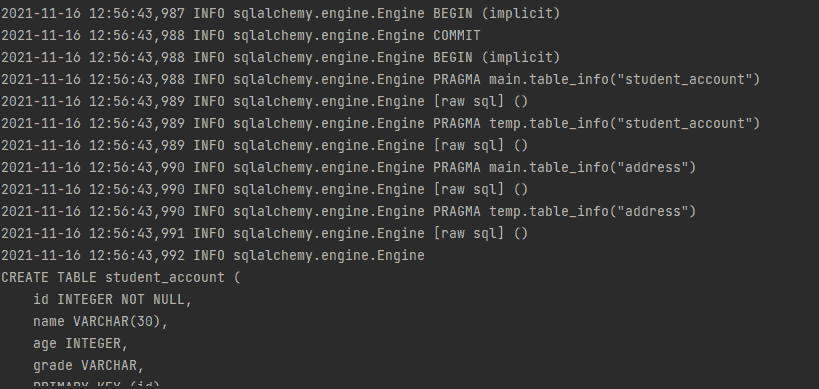 2021-11-16 12:56:43,987 INFO sqlalchemy.engine.Engine BEGIN (implicit)
2021-11-16 12:56:43,988 INFO sqlalchemy.engine.Engine COMMIT
2021-11-16 12:56:43,988 INFO sqlalchemy.engine.Engine BEGIN (implicit)
2021-11-16 12:56:43,988 INFO sqlalchemy.engine.Engine PRAGMA main.table_info("student_account")
2021-11-16 12:56:43,989 INFO sqlalchemy.engine.Engine [raw sql] ()
2021-11-16 12:56:43,989 INFO sqlalchemy.engine.Engine PRAGMA temp.table_info("student_account")
2021-11-16 12:56:43,989 INFO sqlalchemy.engine.Engine [raw sql] ()
2021-11-16 12:56:43,990 INFO sqlalchemy.engine.Engine PRAGMA main.table_info("address")
2021-11-16 12:56:43,990 INFO sqlalchemy.engine.Engine [raw sql] ()
2021-11-16 12:56:43,990 INFO sqlalchemy.engine.Engine PRAGMA temp.table_info("address")
2021-11-16 12:56:43,991 INFO sqlalchemy.engine.Engine [raw sql] ()
2021-11-16 12:56:43,992 INFO sqlalchemy.engine.Engine
CREATE TABLE student_account (
    id INTEGER NOT NULL,
    name VARCHAR(30),
    age INTEGER,
    grade VARCHAR,
    PRIMARY KEY (id)